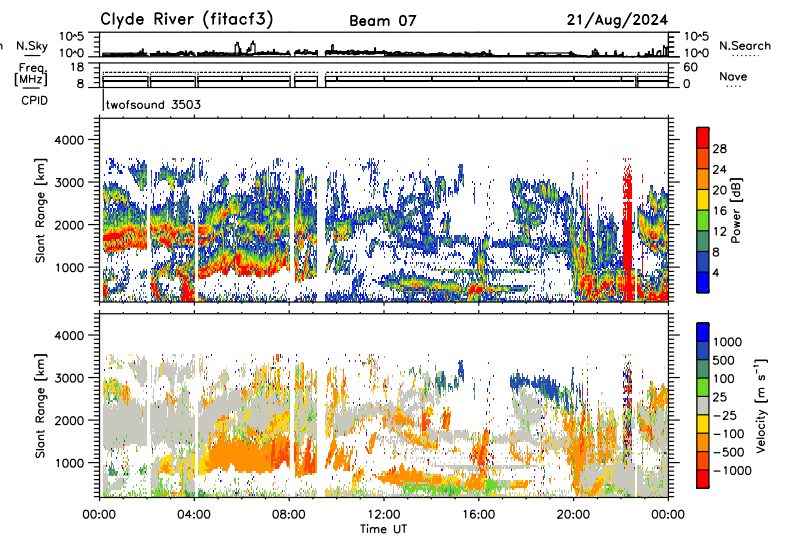 Clyde River (fitacf3) Beam 07 21/Aug/2024
N.Sky 10^5 10^0 10^5 10^0 N.Search
Freq. [MHz] 18 8 60 0 Nave
CPID twofsound 3503
Slant Range [km] 4000 3000 2000 1000
Power [dB] 28 24 20 16 12 8 4
Slant Range [km] 4000 3000 2000 1000
Velocity [m s⁻¹] 1000 500 100 25 -25 -100 -500 -1000
00:00 04:00 08:00 12:00 16:00 20:00 00:00
Time UT